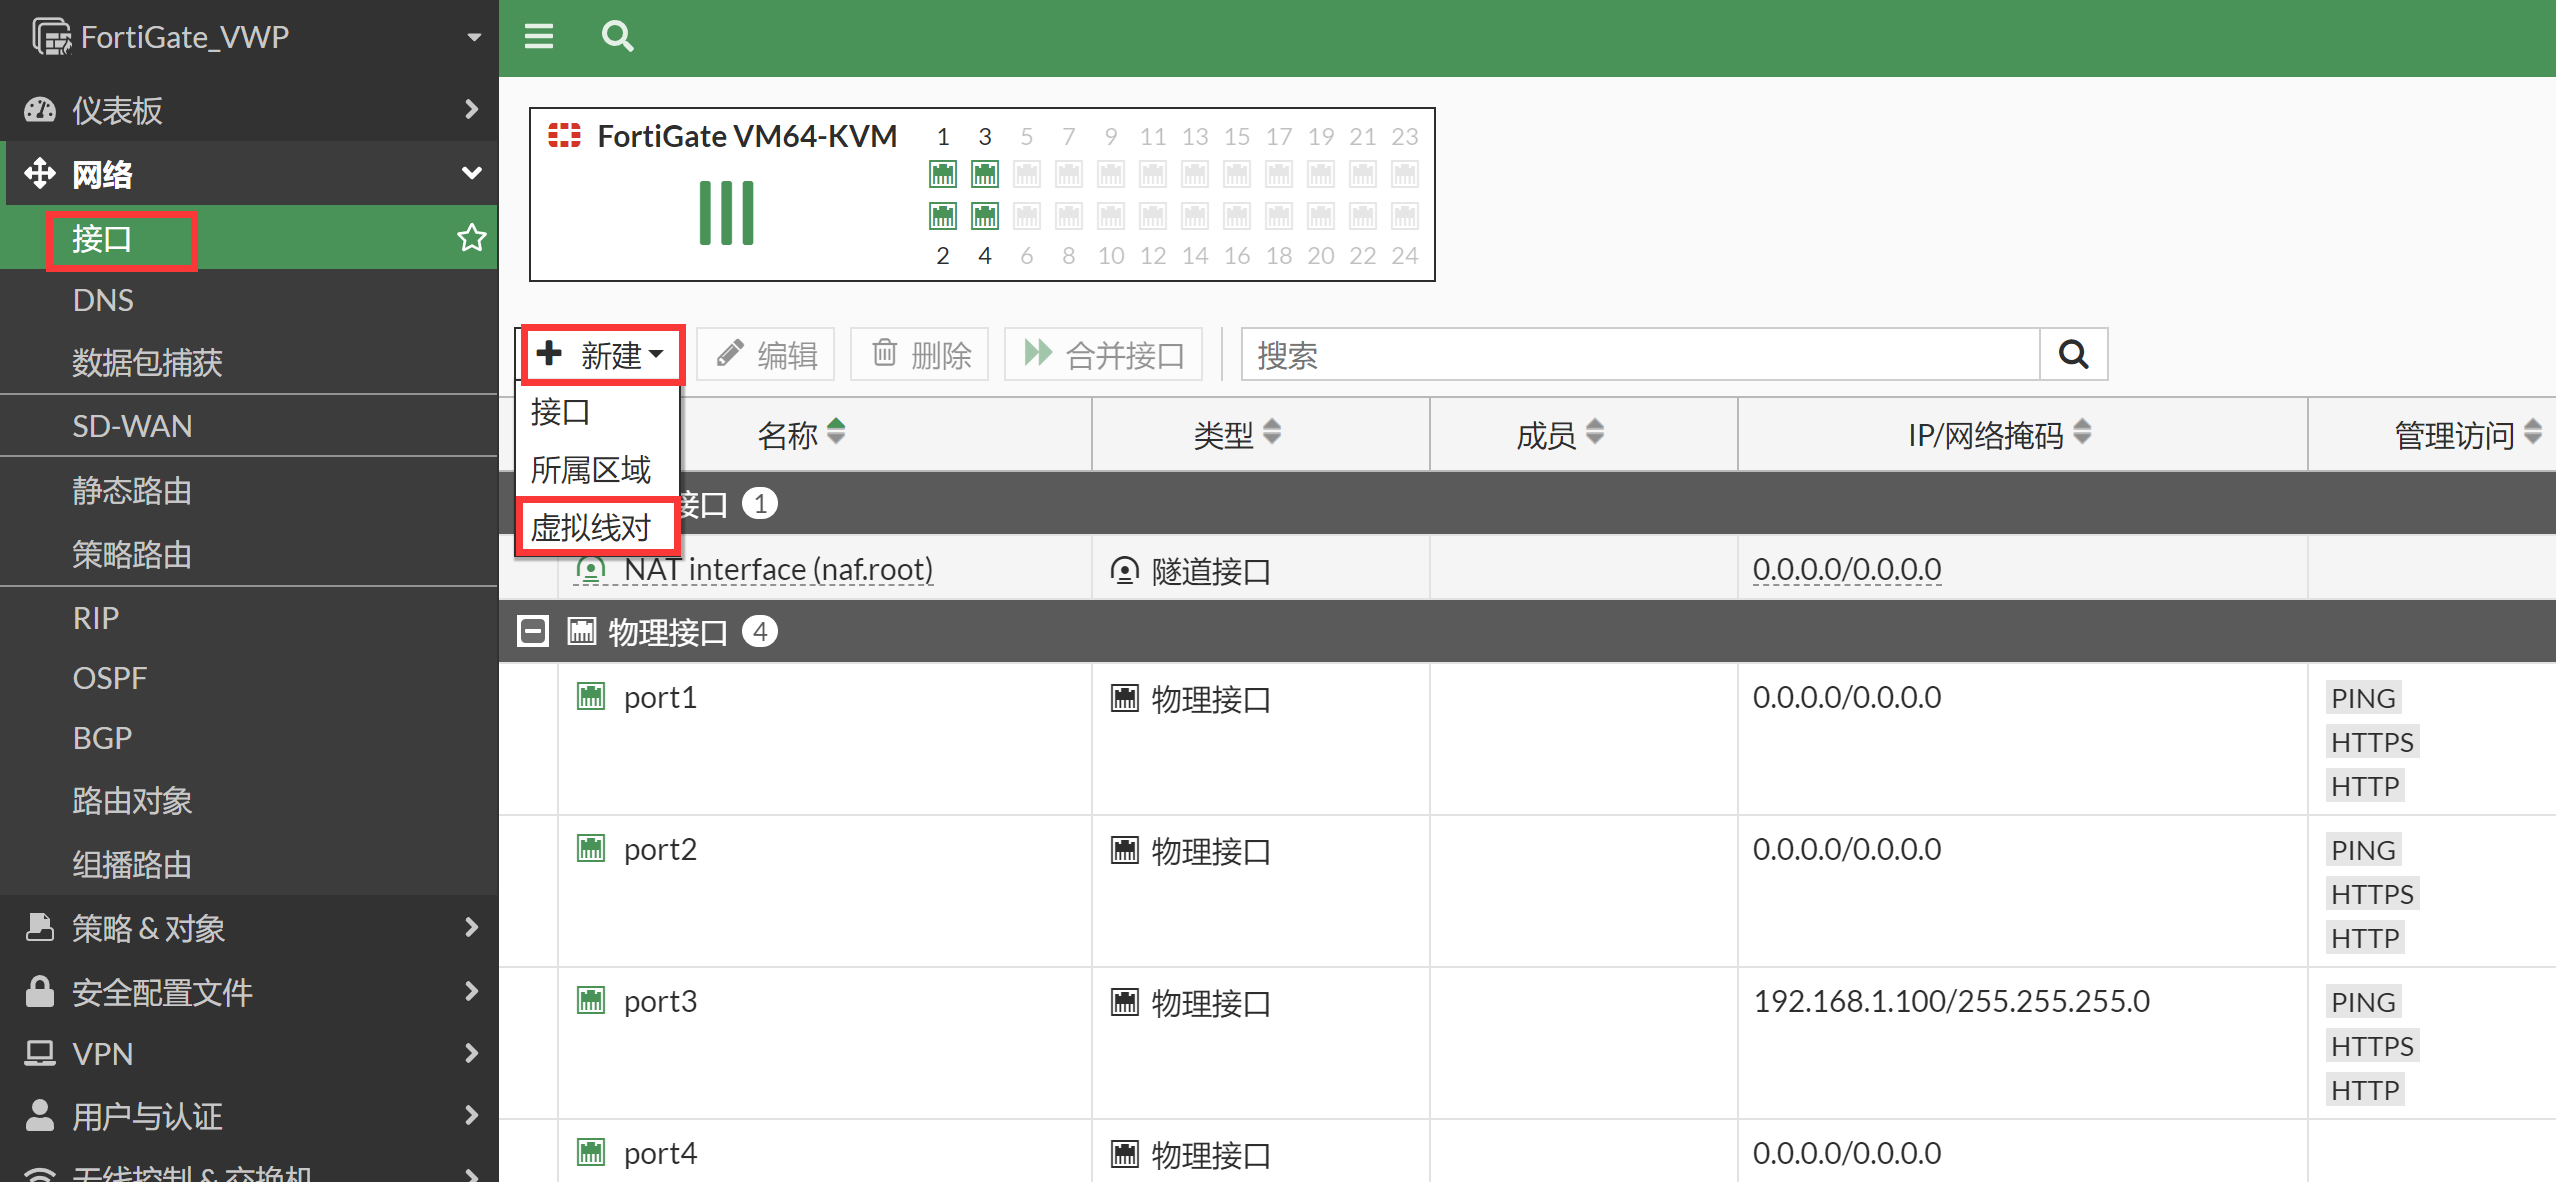 FortiGate_VWP
仪表板
网络
接口
DNS
数据包捕获
SD-WAN
静态路由
策略路由
RIP
OSPF
BGP
路由对象
组播路由
策略 & 对象
安全配置文件
VPN
用户与认证
无线控制 & 交换机
FortiGate VM64-KVM
1 3 5 7 9 11 13 15 17 19 21 23
2 4 6 8 10 12 14 16 18 20 22 24
新建 编辑 删除 合并接口 搜索
接口
所属区域
虚拟线对
名称 类型 成员 IP/网络掩码 管理访问
接口 1
NAT interface (naf.root) 隧道接口 0.0.0.0/0.0.0.0
物理接口 4
port1 物理接口 0.0.0.0/0.0.0.0 PING
HTTPS
HTTP
port2 物理接口 0.0.0.0/0.0.0.0 PING
HTTPS
HTTP
port3 物理接口 192.168.1.100/255.255.255.0 PING
HTTPS
HTTP
port4 物理接口 0.0.0.0/0.0.0.0